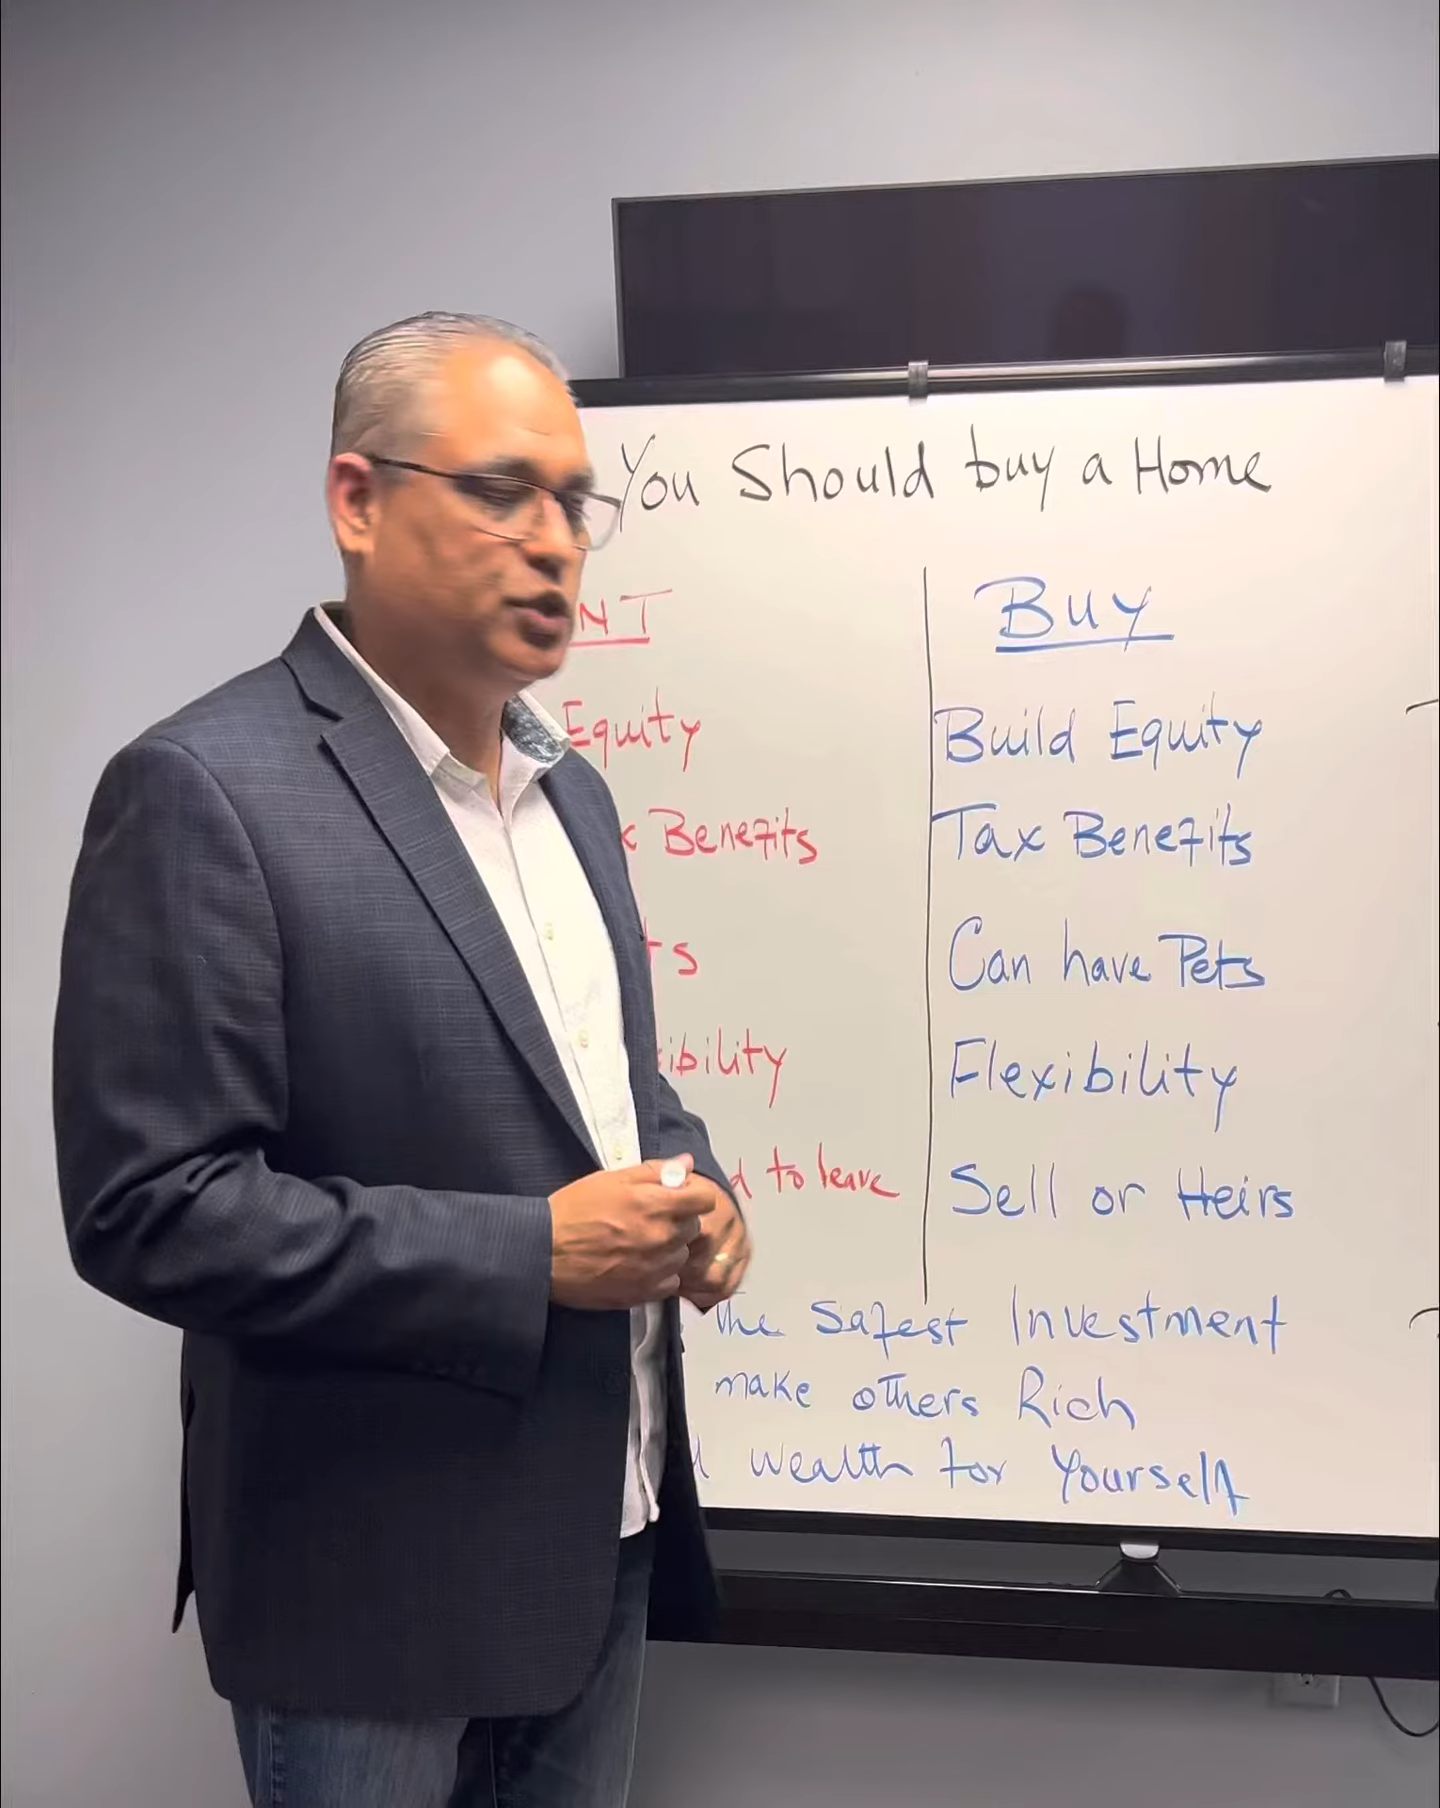 You Should buy a Home
NT BUY
Equity Build Equity
x Benefits Tax Benefits
ts Can have Pets
ibility Flexibility
d to leave Sell or Heirs
the Safest Investment
make others Rich
d wealth for Yourself